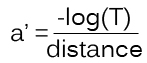 a’ = -log(T)
distance